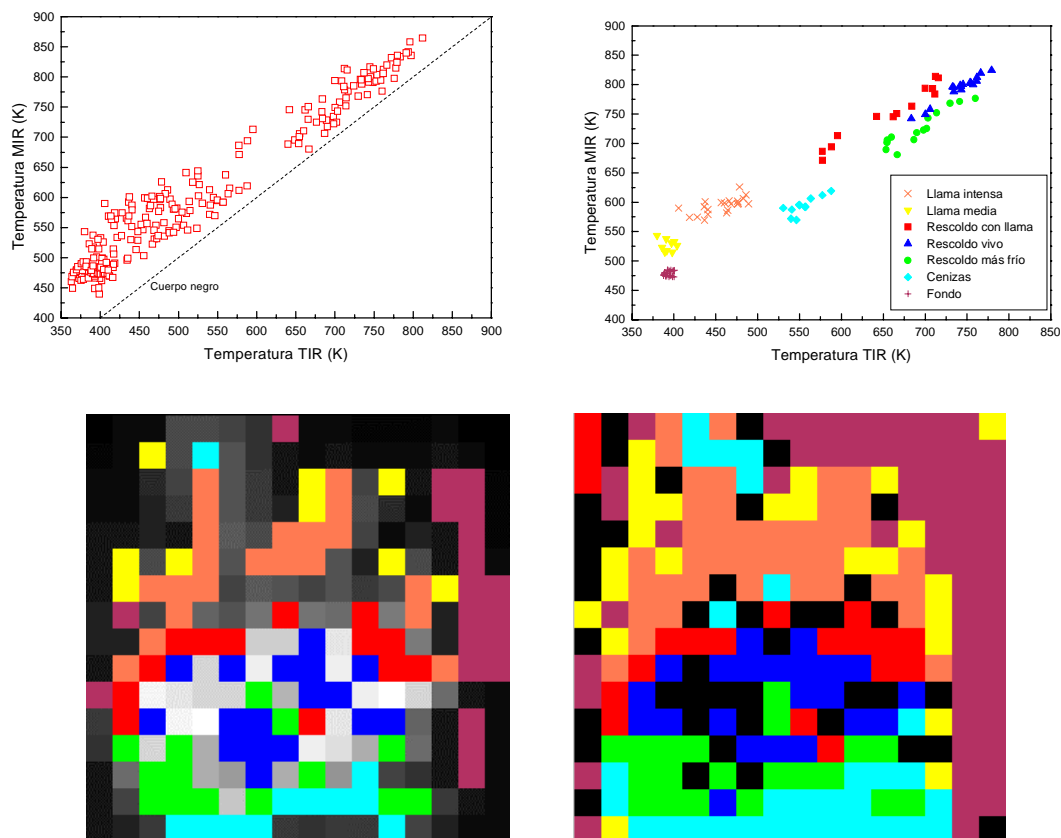 900
850
800
750
700
650
600
550
500
450
400
Temperatura MIR (K)
Cuerpo negro
350 400 450 500 550 600 650 700 750 800 850 900
Temperatura TIR (K)
900
850
800
750
700
650
600
550
500
450
400
Temperatura MIR (K)
Llama intensa
Llama media
Rescoldo con llama
Rescoldo vivo
Rescoldo más frío
Cenizas
Fondo
350 400 450 500 550 600 650 700 750 800 850
Temperatura TIR (K)